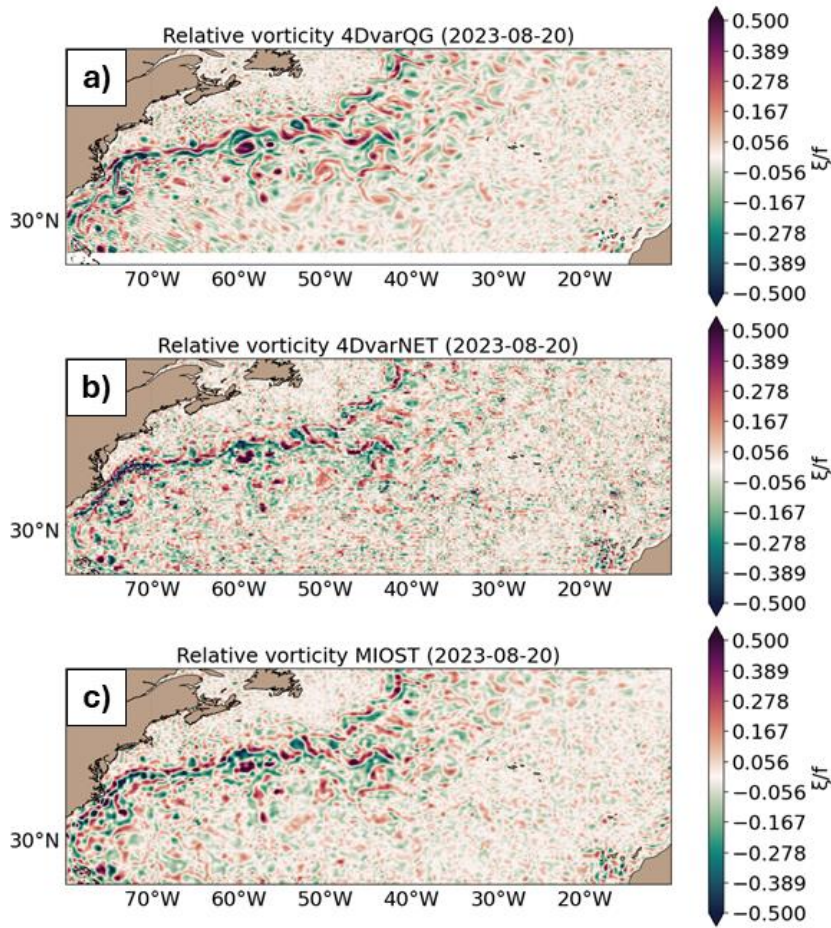 Relative vorticity 4DvarQG (2023-08-20)
a)
30°N
70°W 60°W 50°W 40°W 30°W 20°W
0.500
0.389
0.278
0.167
0.056
−0.056
−0.167
−0.278
−0.389
−0.500
ξ/f
Relative vorticity 4DvarNET (2023-08-20)
b)
30°N
70°W 60°W 50°W 40°W 30°W 20°W
0.500
0.389
0.278
0.167
0.056
−0.056
−0.167
−0.278
−0.389
−0.500
ξ/f
Relative vorticity MIOST (2023-08-20)
c)
30°N
70°W 60°W 50°W 40°W 30°W 20°W
0.500
0.389
0.278
0.167
0.056
−0.056
−0.167
−0.278
−0.389
−0.500
ξ/f